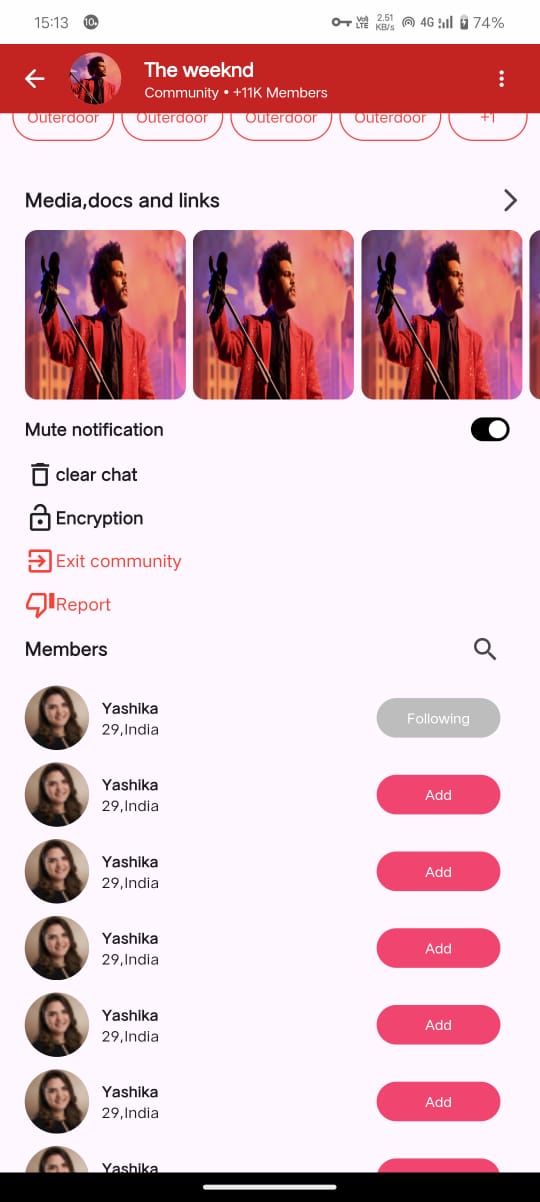 15:13 10+ Vo) LTE 2.51 KB/s 4G 74%
The weeknd
Community • +11K Members
Outerdoor Outerdoor Outerdoor Outerdoor +1
Media,docs and links
Mute notification
clear chat
Encryption
Exit community
Report
Members
Yashika
29,India
Following
Yashika
29,India
Add
Yashika
29,India
Add
Yashika
29,India
Add
Yashika
29,India
Add
Yashika
29,India
Add
Yashika